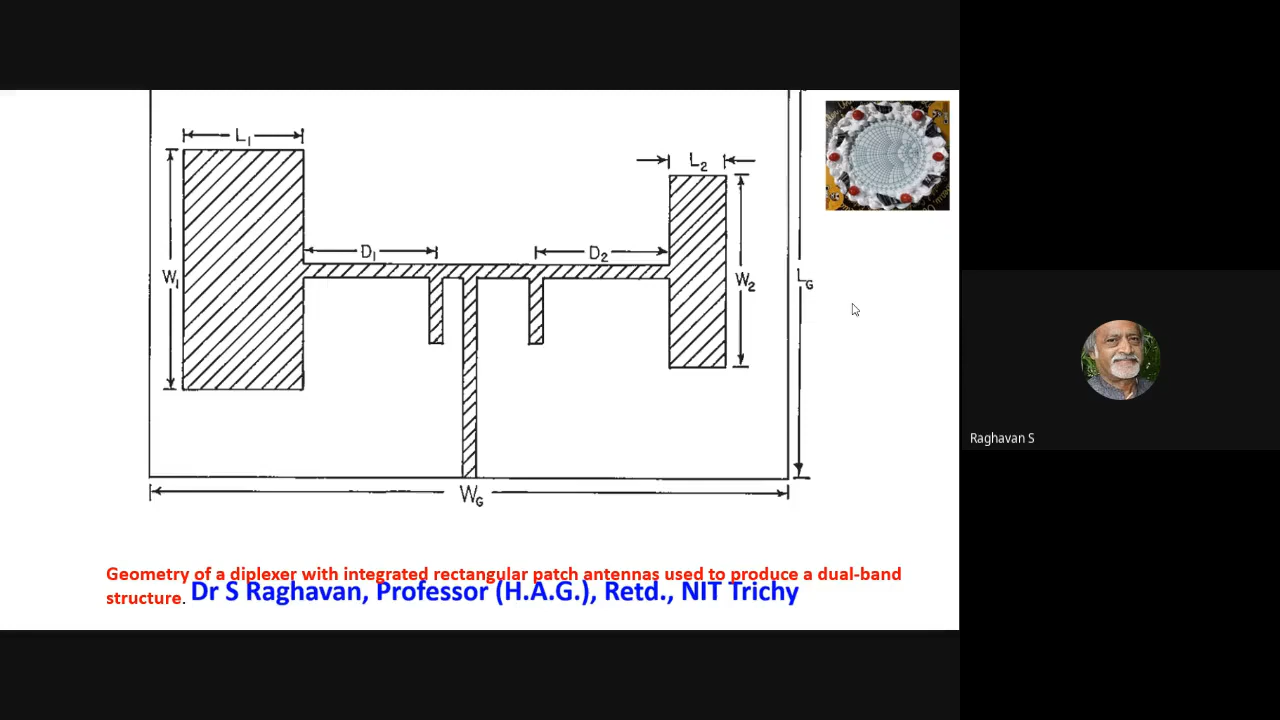 L1
L2
D1
D2
W1
W2
LG
WG
Raghavan S
Geometry of a diplexer with integrated rectangular patch antennas used to produce a dual-band
structure. Dr S Raghavan, Professor (H.A.G.), Retd., NIT Trichy